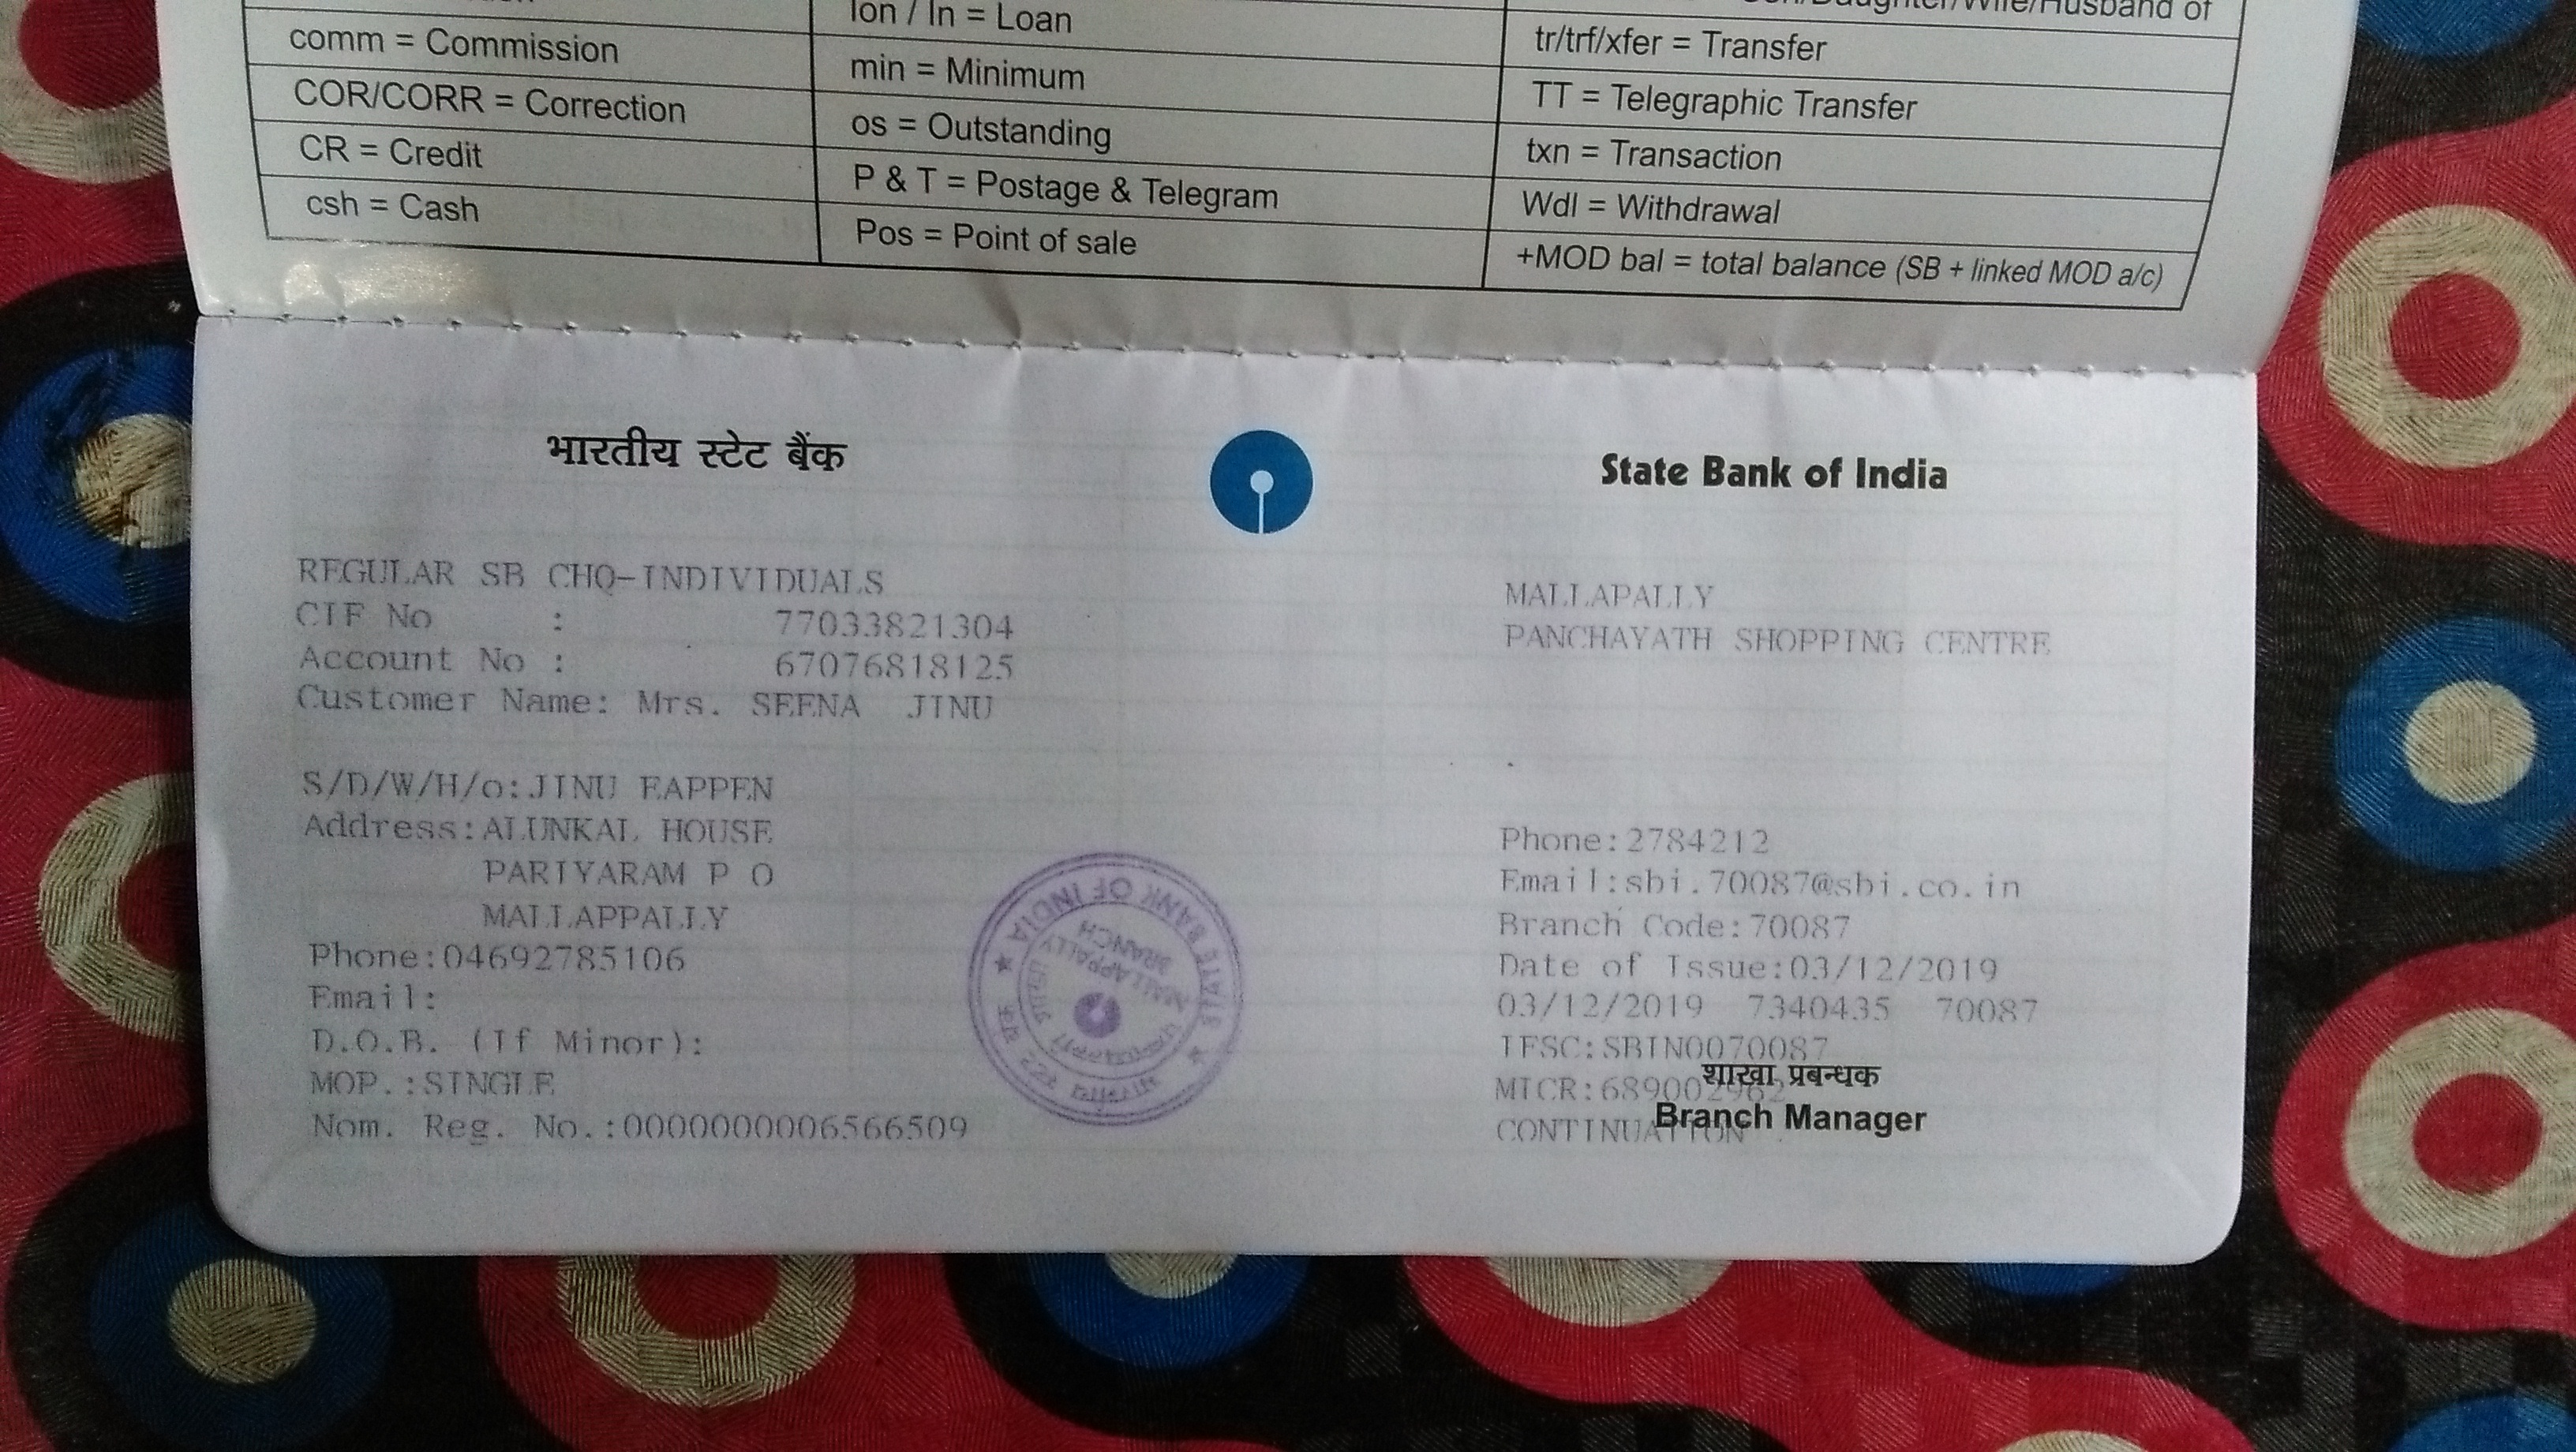 comm = Commission
COR/CORR = Correction
CR = Credit
csh = Cash
lon / ln = Loan
min = Minimum
os = Outstanding
P & T = Postage & Telegram
Pos = Point of sale
Son/Daughter/Wife/Husband of
tr/trf/xfer = Transfer
TT = Telegraphic Transfer
txn = Transaction
Wdl = Withdrawal
+MOD bal = total balance (SB + linked MOD a/c)
भारतीय स्टेट बैंक
State Bank of India
REGULAR SB CHQ-INDIVIDUALS
CIF No : 77033821304
Account No : 67076818125
Customer Name: Mrs. SEENA JINU
S/D/W/H/o:JINU EAPPEN
Address:ALUNKAL HOUSE
PARIYARAM P O
MALLAPPALLY
Phone:04692785106
Email:
D.O.B. (If Minor):
MOP.:SINGLE
Nom. Reg. No.:0000000006566509
STATE BANK OF INDIA
MALLAPPALLY
BRANCH
भारतीय स्टेट बैंक
MALLAPALLY
PANCHAYATH SHOPPING CENTRE
Phone:2784212
Email:sbi.70087@sbi.co.in
Branch Code:70087
Date of Issue:03/12/2019
03/12/2019 7340435 70087
IFSC:SBIN0070087
MICR:689002962
शाखा प्रबन्धक
CONTINUATION
Branch Manager